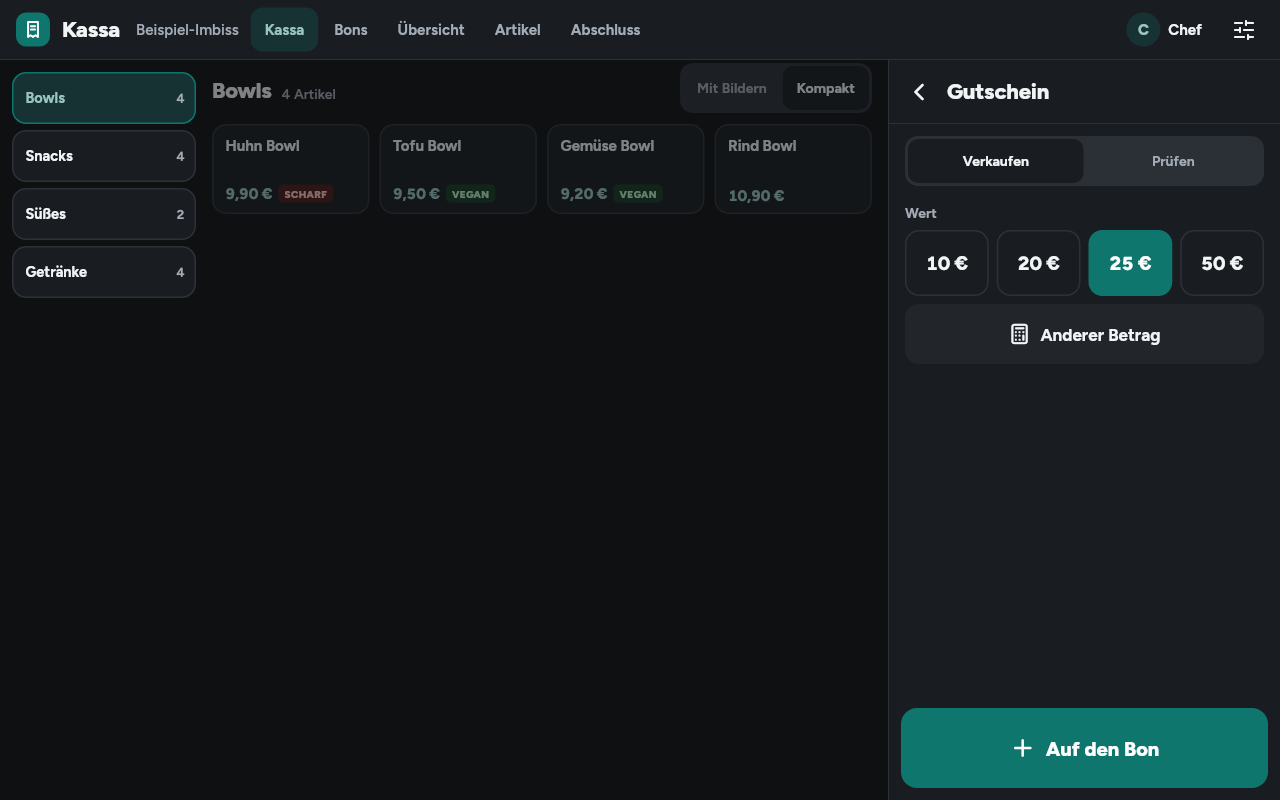 Kassa Beispiel-Imbiss Kassa Bons Übersicht Artikel Abschluss C Chef
Bowls 4
Snacks 4
Süßes 2
Getränke 4
Bowls 4 Artikel Mit Bildern Kompakt
Huhn Bowl
9,90 € SCHARF
Tofu Bowl
9,50 € VEGAN
Gemüse Bowl
9,20 € VEGAN
Rind Bowl
10,90 €
Gutschein
Verkaufen Prüfen
Wert
10 € 20 € 25 € 50 €
Anderer Betrag
Auf den Bon